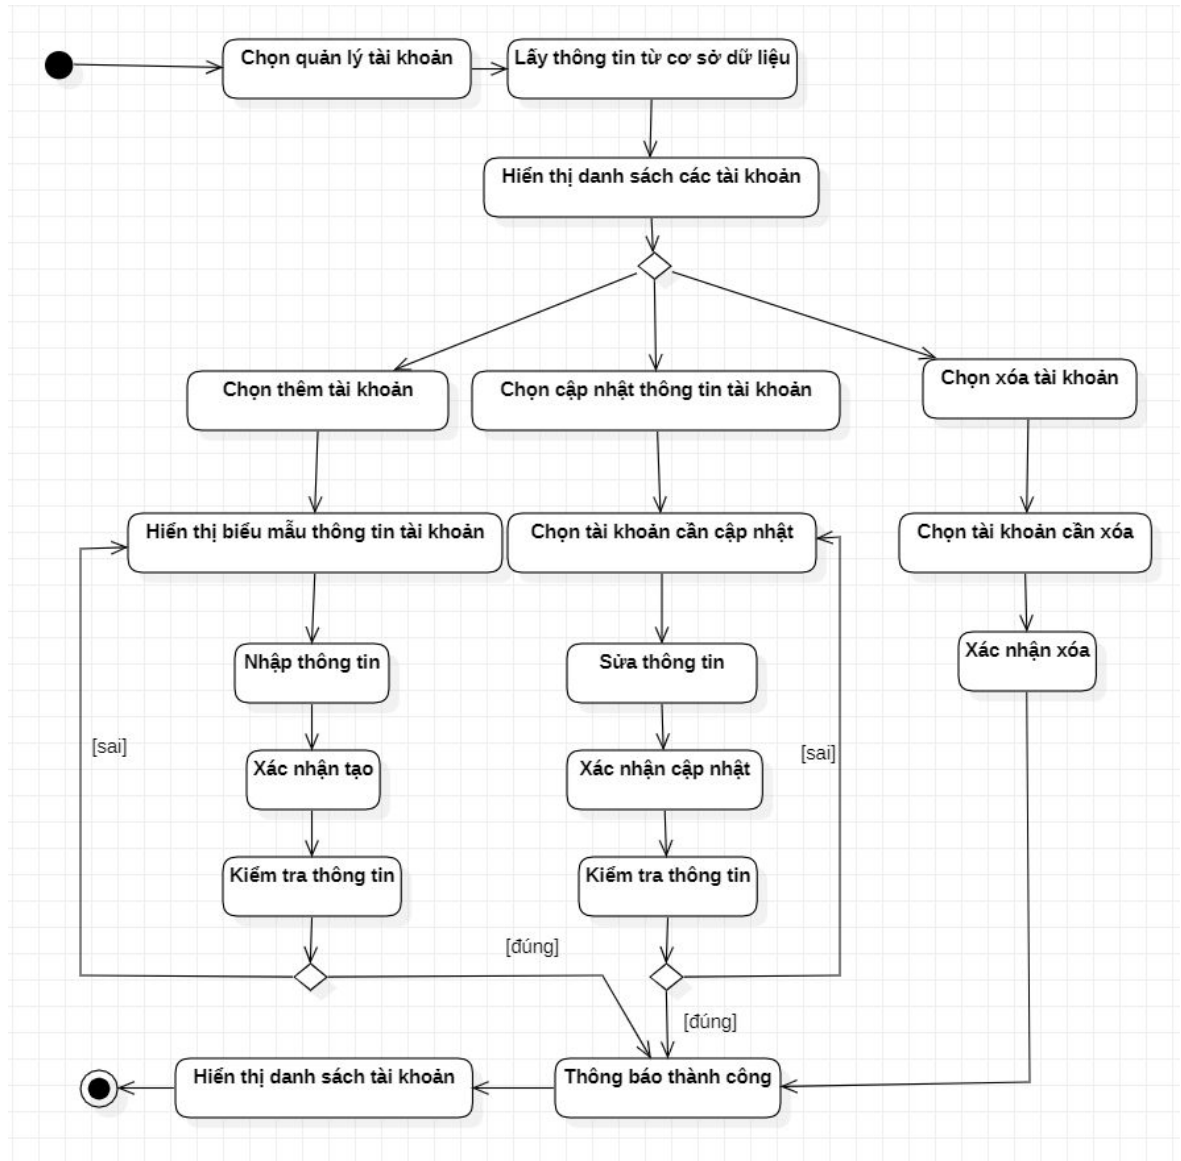 Chọn quản lý tài khoản
Lấy thông tin từ cơ sở dữ liệu
Hiển thị danh sách các tài khoản
Chọn thêm tài khoản
Chọn cập nhật thông tin tài khoản
Chọn xóa tài khoản
Hiển thị biểu mẫu thông tin tài khoản
Chọn tài khoản cần cập nhật
Chọn tài khoản cần xóa
Nhập thông tin
Sửa thông tin
Xác nhận xóa
[sai]
[sai]
Xác nhận tạo
Xác nhận cập nhật
Kiểm tra thông tin
Kiểm tra thông tin
[đúng]
[đúng]
Hiển thị danh sách tài khoản
Thông báo thành công